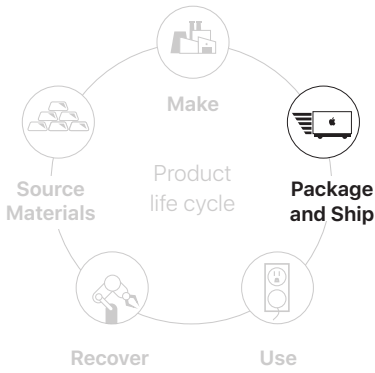 Make
Source
Materials
Product
life cycle
Package
and Ship
Recover
Use